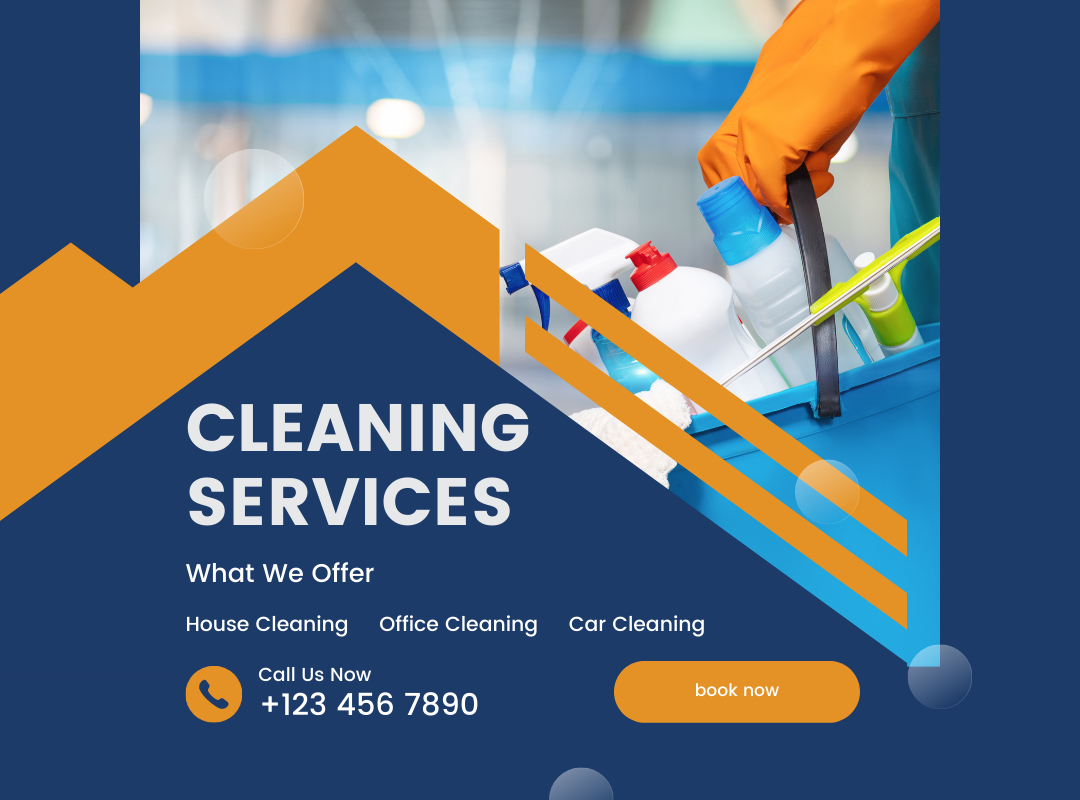 CLEANING
SERVICES
What We Offer
House Cleaning Office Cleaning Car Cleaning
Call Us Now
+123 456 7890
book now